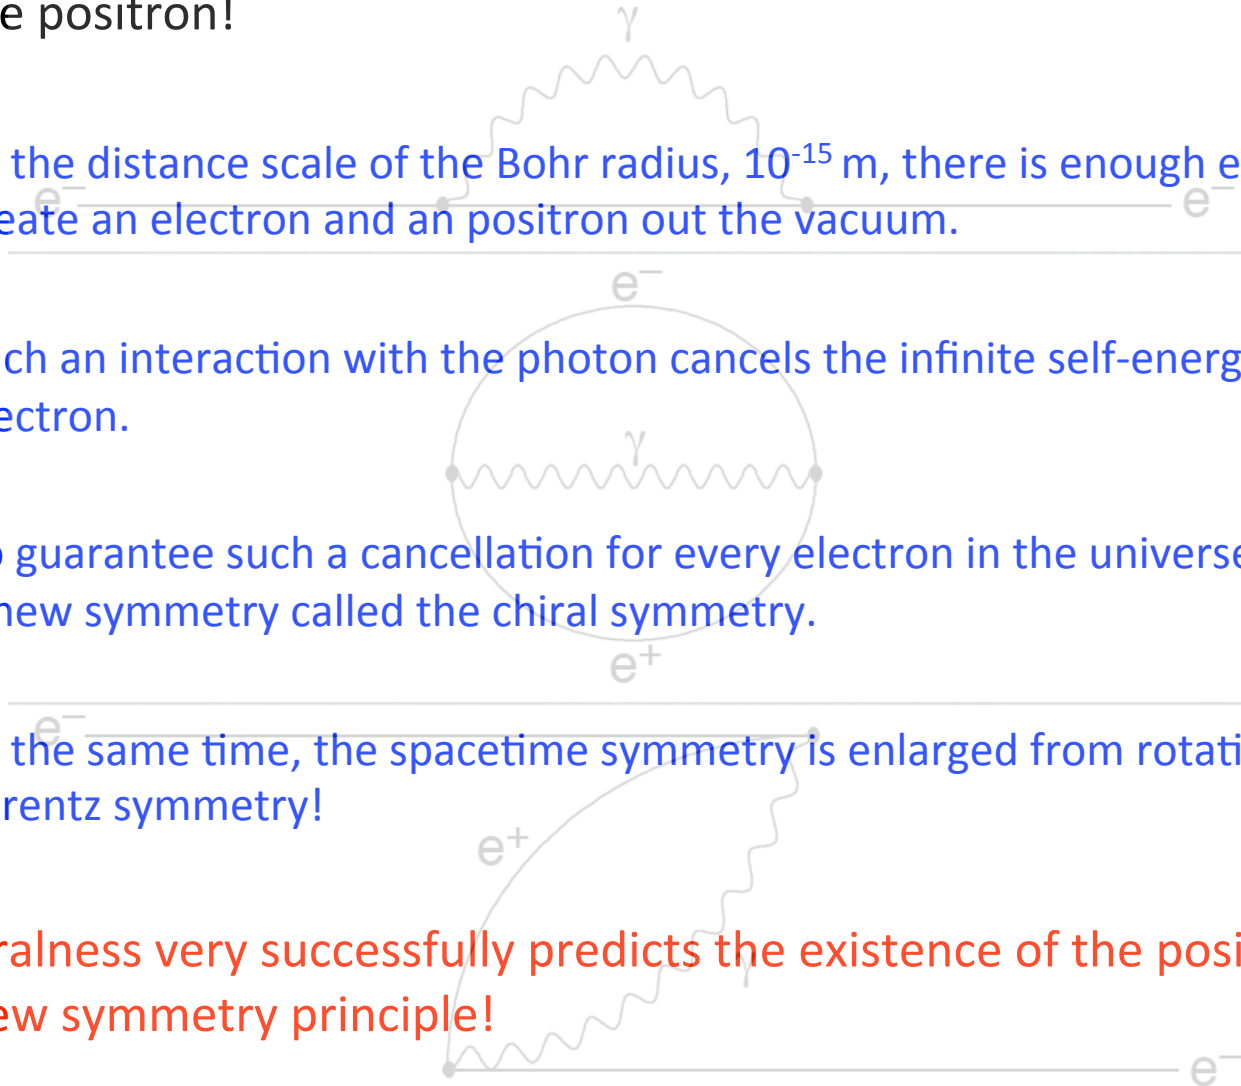 e positron!
γ
the distance scale of the Bohr radius, 10⁻¹⁵ m, there is enough e
e⁻ e⁻
eate an electron and an positron out the vacuum.
e⁻
ch an interaction with the photon cancels the infinite self-energ
ectron.
γ
o guarantee such a cancellation for every electron in the universe
new symmetry called the chiral symmetry.
e⁺
e⁻
the same time, the spacetime symmetry is enlarged from rotati
rentz symmetry!
e⁺
ralness very successfully predicts the existence of the posi
γ
ew symmetry principle!
e⁻